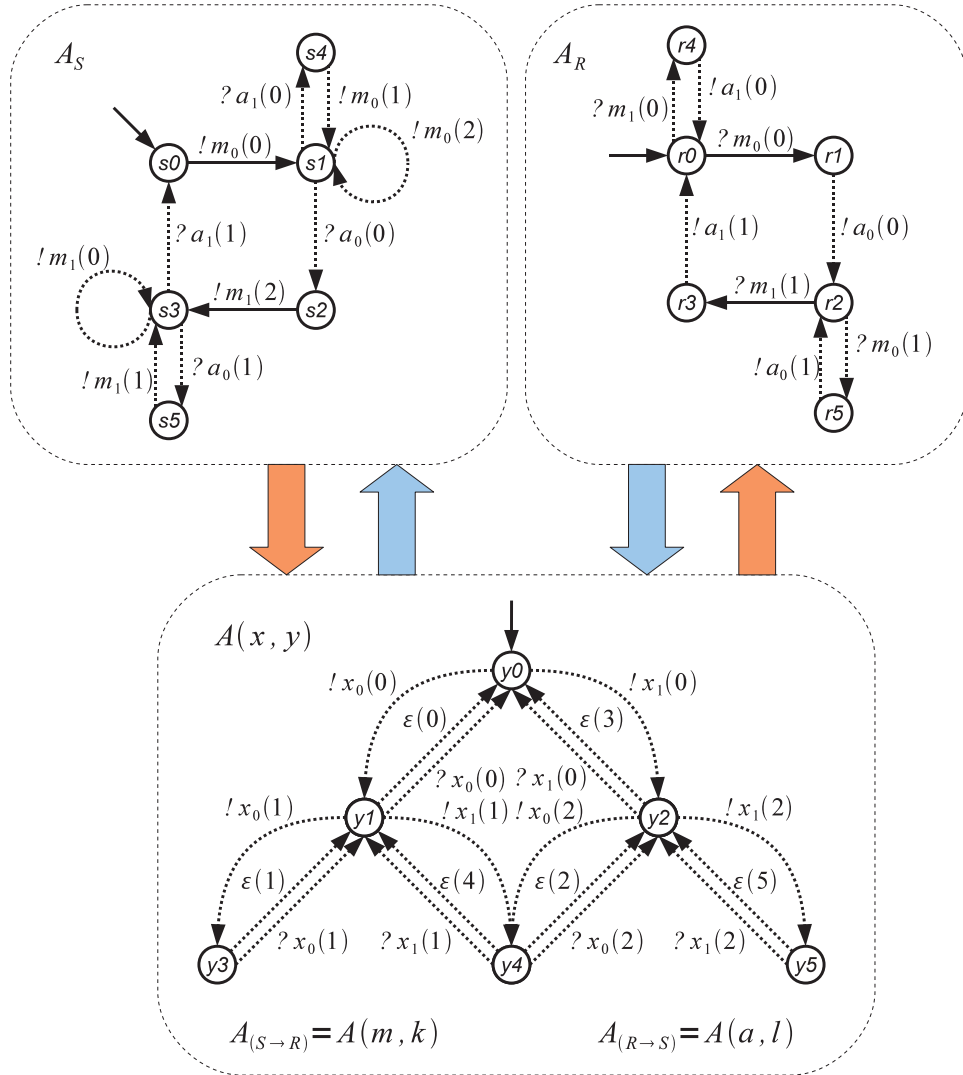 A_S
s4
? a_1(0)
! m_0(1)
! m_0(2)
s0
! m_0(0)
s1
? a_1(1)
? a_0(0)
! m_1(0)
s3
! m_1(2)
s2
! m_1(1)
? a_0(1)
s5
A_R
r4
? m_1(0)
! a_1(0)
r0
? m_0(0)
r1
! a_1(1)
! a_0(0)
r3
? m_1(1)
r2
! a_0(1)
? m_0(1)
r5
A(x, y)
y0
! x_0(0)
! x_1(0)
ε(0)
ε(3)
? x_0(0) ? x_1(0)
! x_0(1)
y1
! x_1(1) ! x_0(2)
y2
! x_1(2)
ε(1)
ε(4)
ε(2)
ε(5)
? x_0(1)
? x_1(1)
? x_0(2)
? x_1(2)
y3
y4
y5
A_(S→R) = A(m, k)
A_(R→S) = A(a, l)